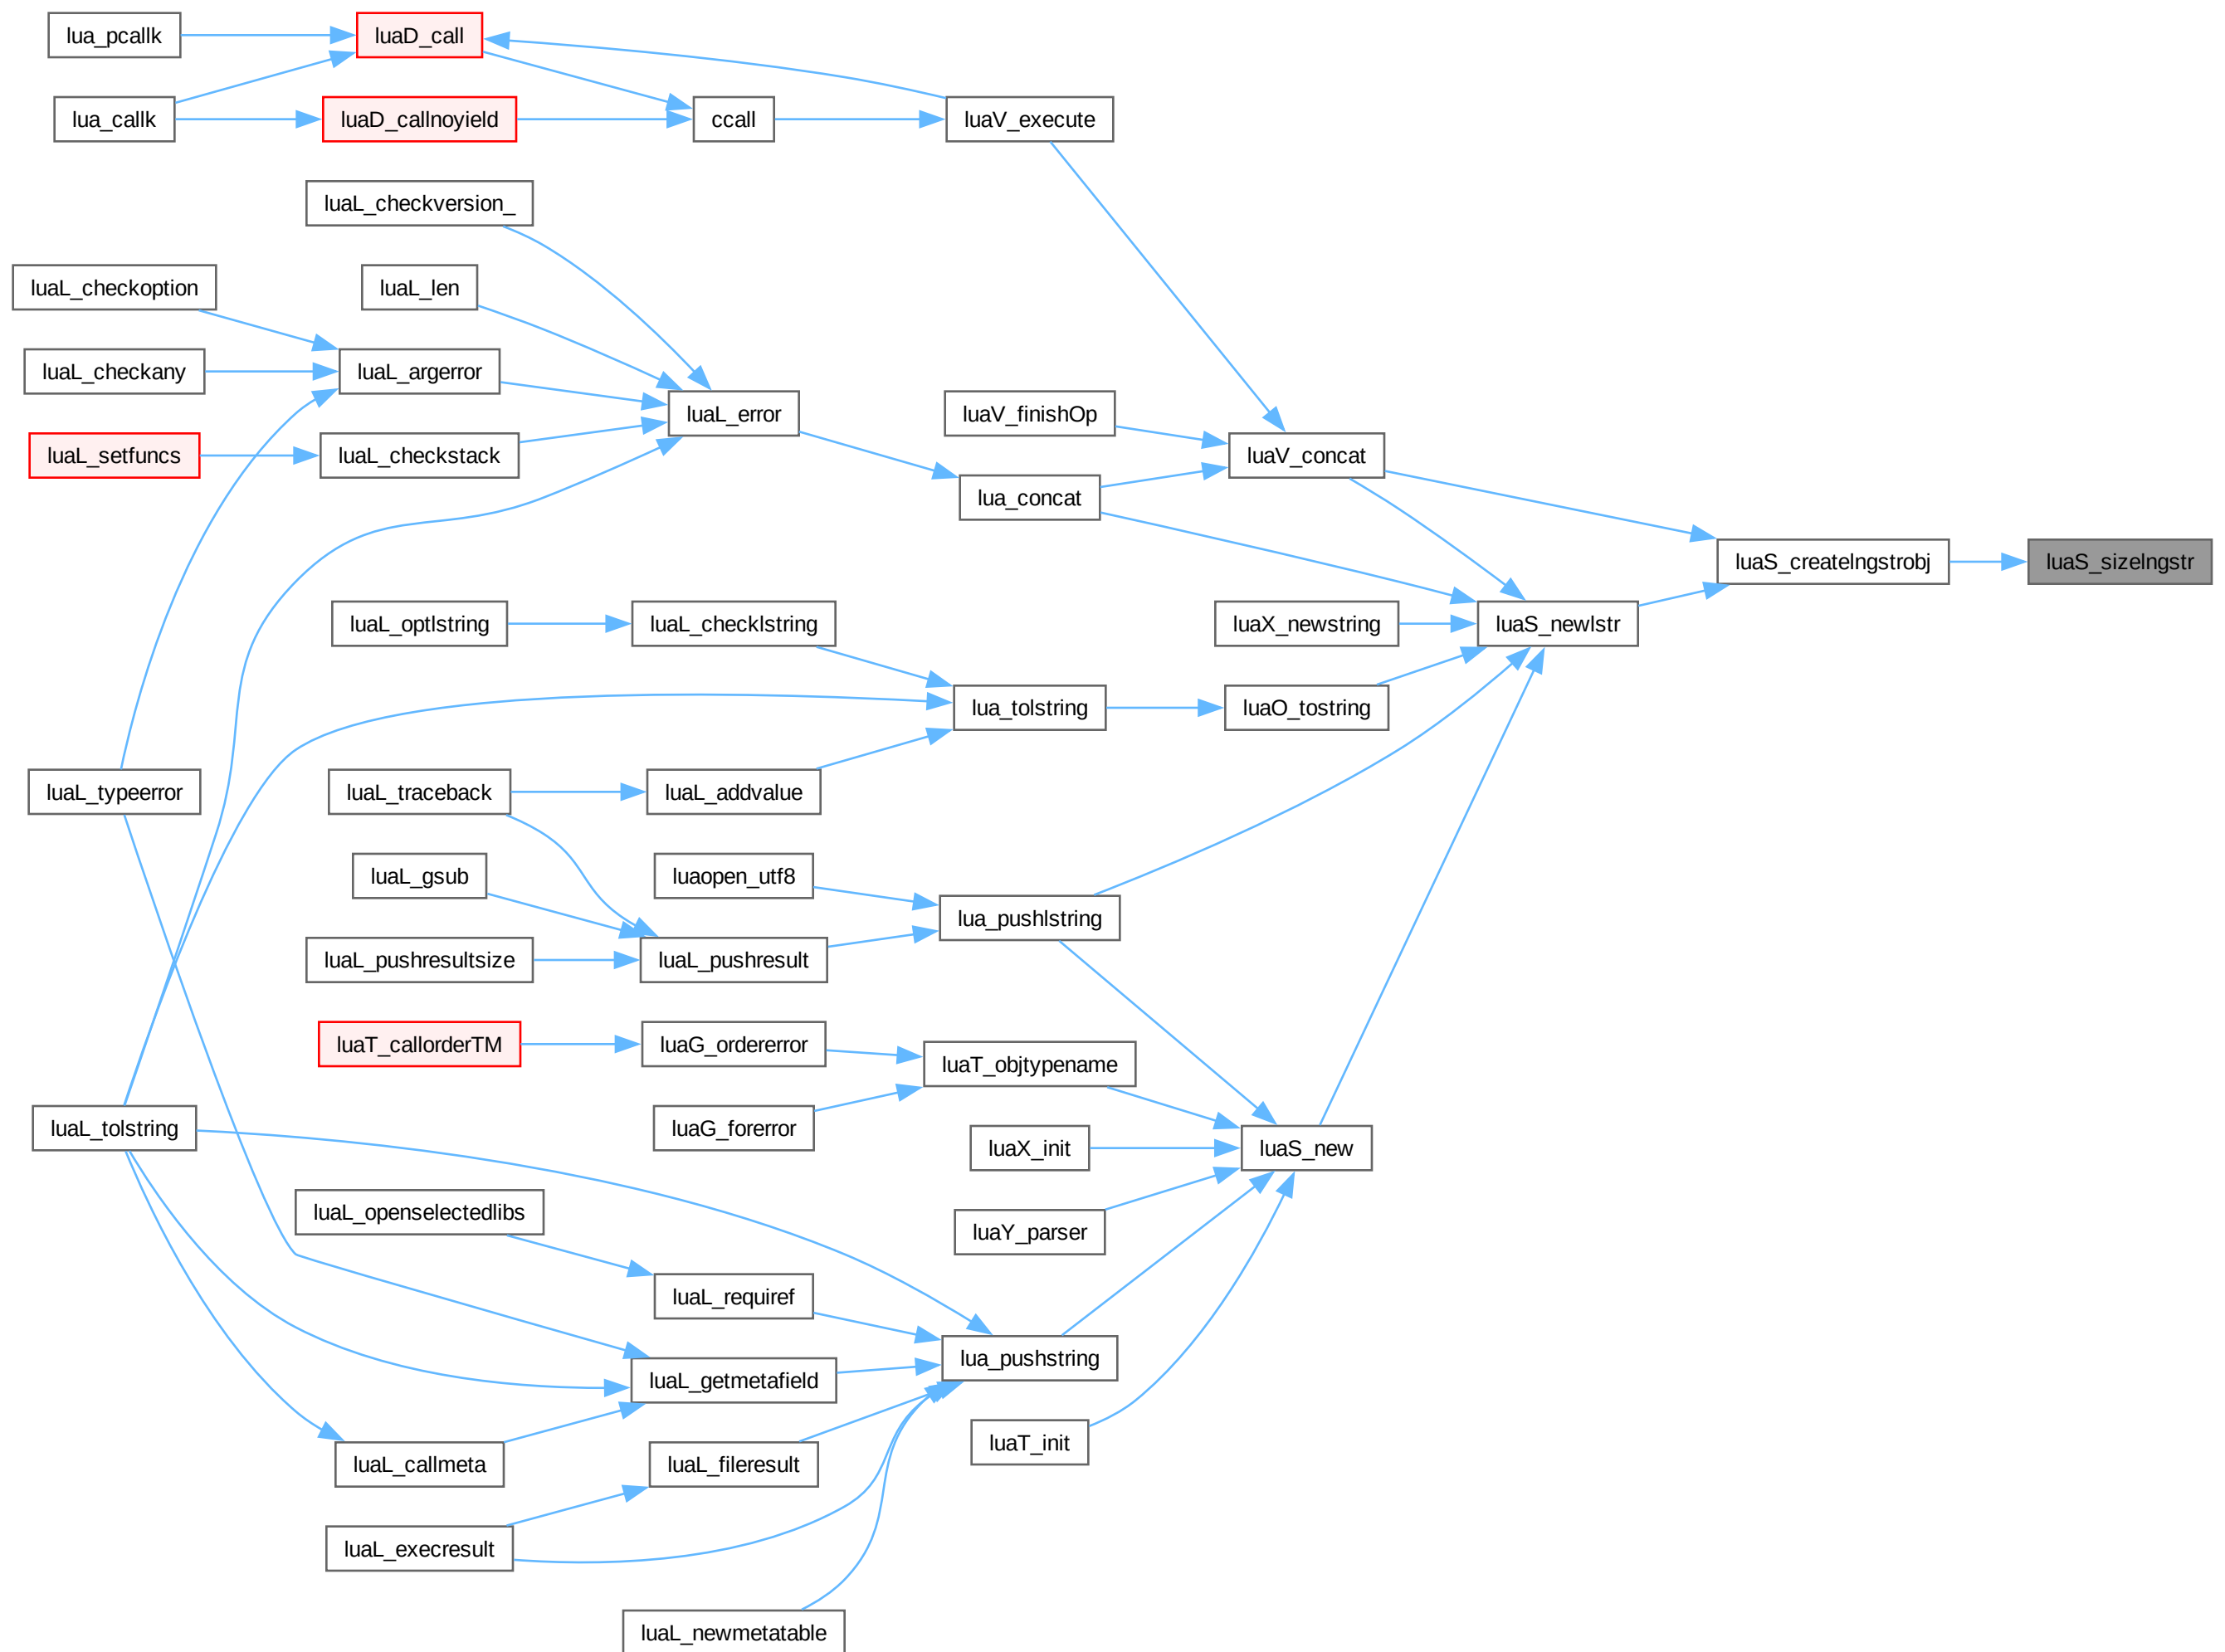 lua_pcallk
luaD_call
lua_callk
luaD_callnoyield
ccall
luaV_execute
luaL_checkversion_
luaL_checkoption
luaL_len
luaL_checkany
luaL_argerror
luaL_error
luaV_finishOp
luaL_setfuncs
luaL_checkstack
luaV_concat
lua_concat
luaS_createlngstrobj
luaS_sizelngstr
luaL_optlstring
luaL_checklstring
luaX_newstring
luaS_newlstr
lua_tolstring
luaO_tostring
luaL_typeerror
luaL_traceback
luaL_addvalue
luaL_gsub
luaopen_utf8
lua_pushlstring
luaL_pushresultsize
luaL_pushresult
luaT_callorderTM
luaG_ordererror
luaT_objtypename
luaL_tolstring
luaG_forerror
luaX_init
luaS_new
luaL_openselectedlibs
luaY_parser
luaL_requiref
lua_pushstring
luaL_getmetafield
luaT_init
luaL_callmeta
luaL_fileresult
luaL_execresult
luaL_newmetatable